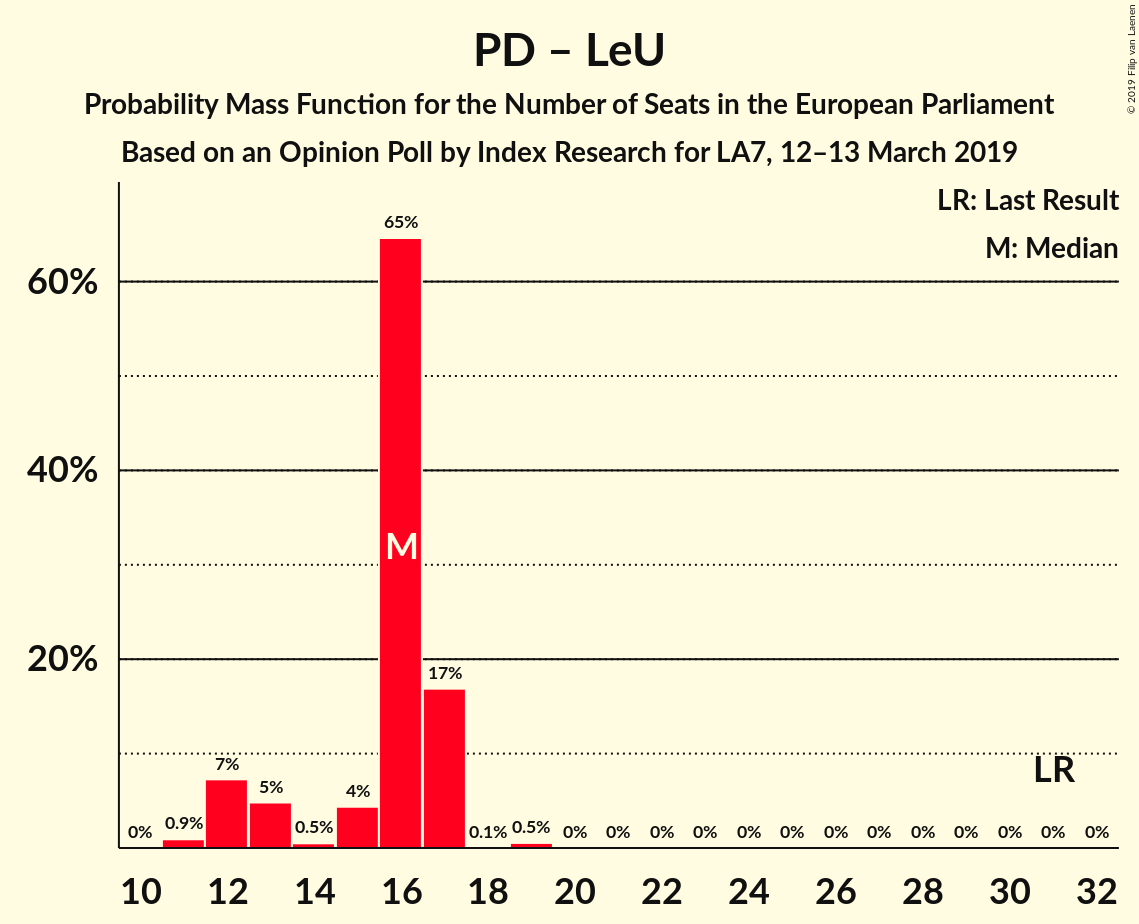 PD – LeU
Probability Mass Function for the Number of Seats in the European Parliament
Based on an Opinion Poll by Index Research for LA7, 12–13 March 2019
© 2019 Filip van Laenen
LR: Last Result
M: Median
60%
40%
20%
65%
M
17%
7%
5%
4%
LR
0%
0.9%
0.5%
0.1%
0.5%
0%
0%
0%
0%
0%
0%
0%
0%
0%
0%
0%
0%
0%
10 12 14 16 18 20 22 24 26 28 30 32